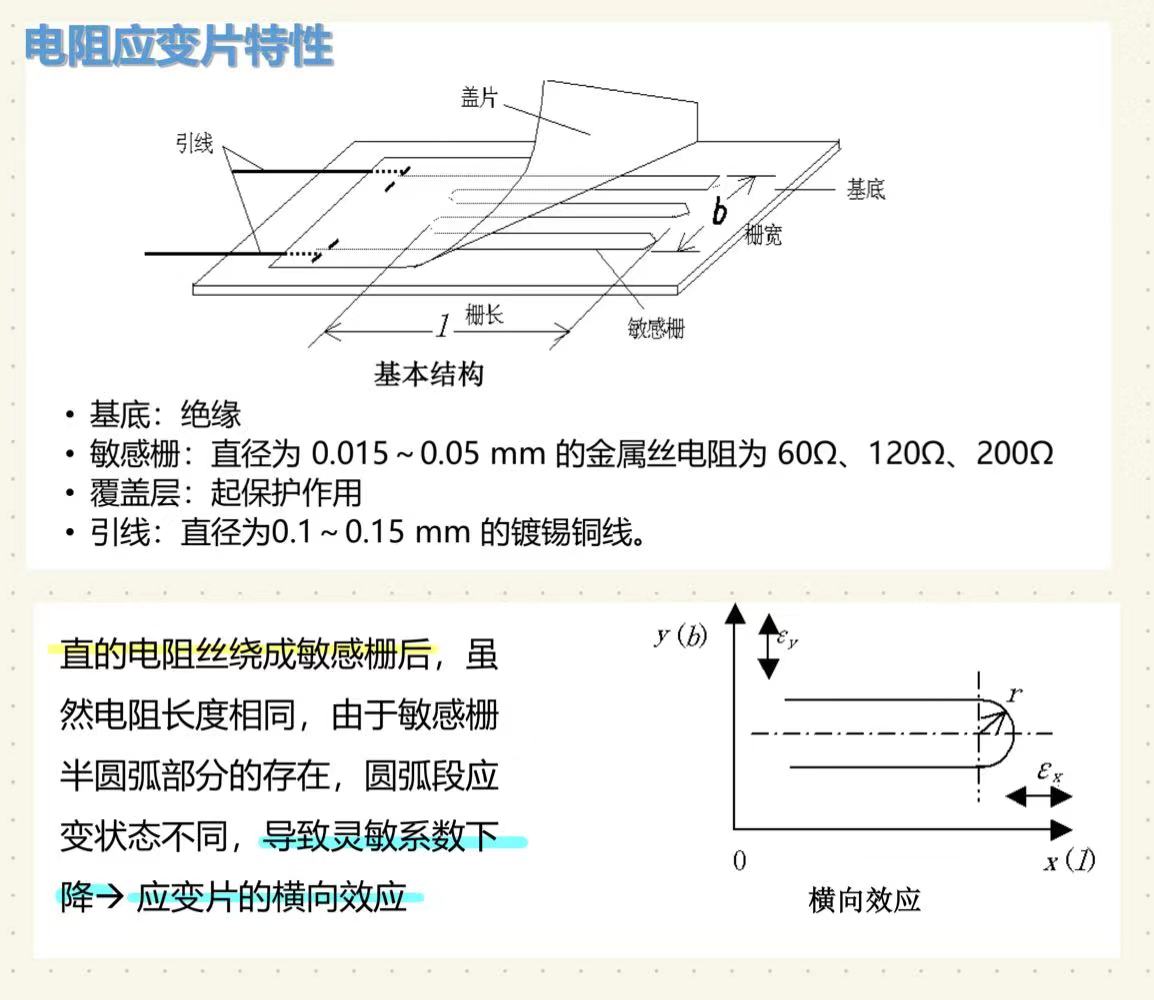 电阻应变片特性
盖片
引线
基底
b
栅宽
l 栅长
敏感栅
基本结构
• 基底：绝缘
• 敏感栅：直径为 0.015～0.05 mm 的金属丝电阻为 60Ω、120Ω、200Ω
• 覆盖层：起保护作用
• 引线：直径为0.1～0.15 mm 的镀锡铜线。
直的电阻丝绕成敏感栅后，虽
然电阻长度相同，由于敏感栅
半圆弧部分的存在，圆弧段应
变状态不同，导致灵敏系数下
降→ 应变片的横向效应
y (b)
εy
r
εx
0
x (l)
横向效应